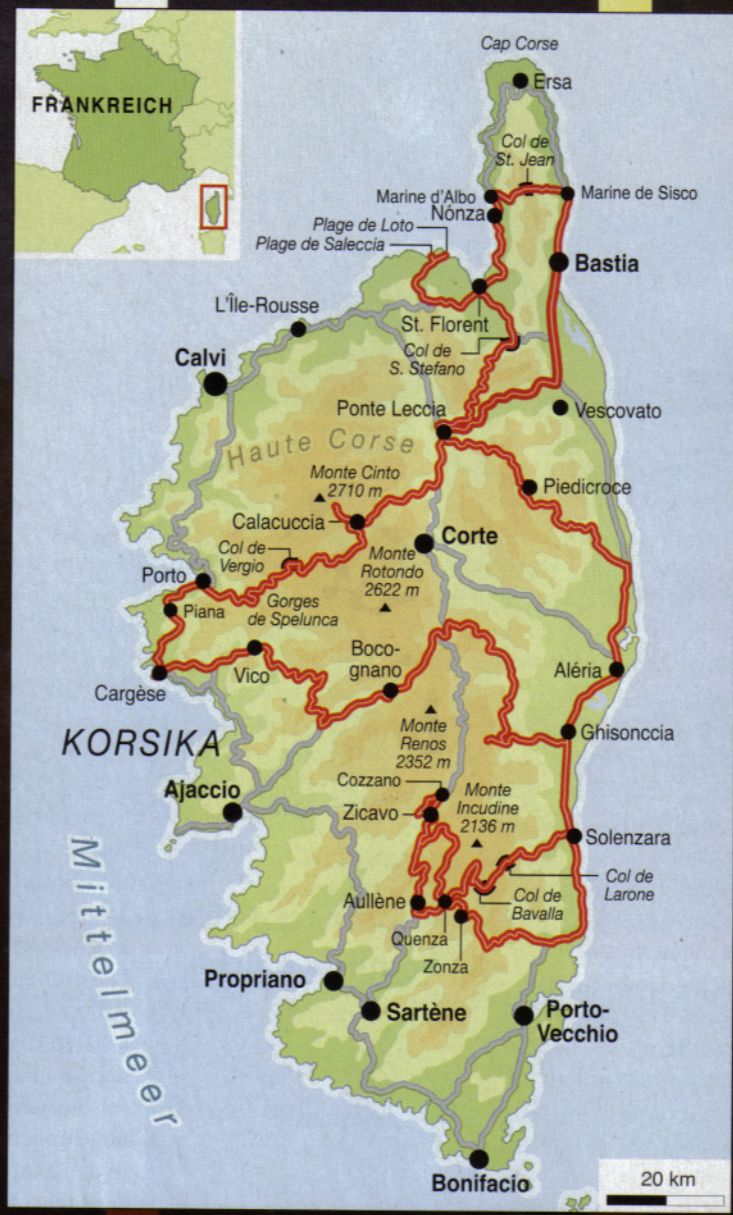 FRANKREICH
Cap Corse
Ersa
Col de
St. Jean
Marine d'Albo
Marine de Sisco
Nónza
Plage de Loto
Plage de Saleccia
Bastia
L'Île-Rousse
St. Florent
Col de
S. Stefano
Calvi
Ponte Leccia
Vescovato
Haute Corse
Monte Cinto
2710 m
Piedicroce
Calacuccia
Corte
Col de
Vergio
Monte
Rotondo
2622 m
Porto
Piana
Gorges
de Spelunca
Boco-
gnano
Vico
Aléria
Cargèse
Ghisonccia
KORSIKA
Monte
Renos
2352 m
Cozzano
Monte
Incudine
2136 m
Ajaccio
Zicavo
Solenzara
Col de
Larone
Col de
Bavalla
Aullène
Quenza
Zonza
Mittelmeer
Propriano
Sartène
Porto-
Vecchio
Bonifacio
20 km